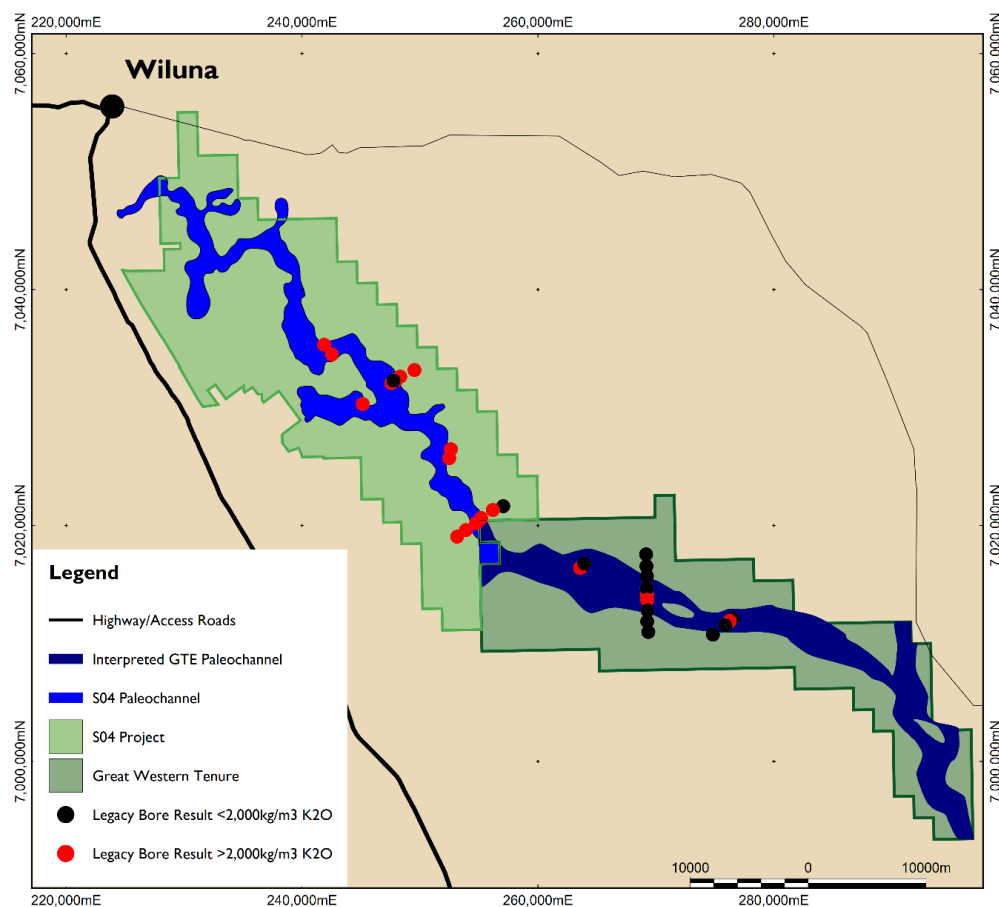 220,000mE 240,000mE 260,000mE 280,000mE
7,060,000mN 7,060,000mN
Wiluna
7,040,000mN 7,040,000mN
7,020,000mN 7,020,000mN
7,000,000mN 7,000,000mN
Legend
Highway/Access Roads
Interpreted GTE Paleochannel
S04 Paleochannel
S04 Project
Great Western Tenure
Legacy Bore Result <2,000kg/m3 K2O
Legacy Bore Result >2,000kg/m3 K2O
10000 0 10000m
220,000mE 240,000mE 260,000mE 280,000mE